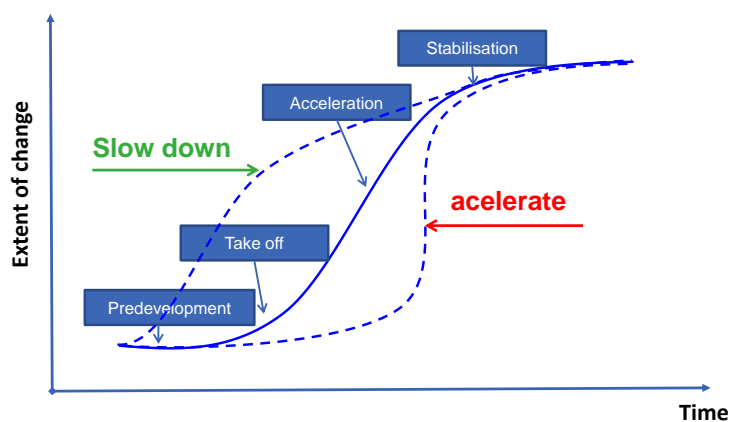 Stabilisation
Acceleration
Slow down
acelerate
Take off
Predevelopment
Extent of change
Time